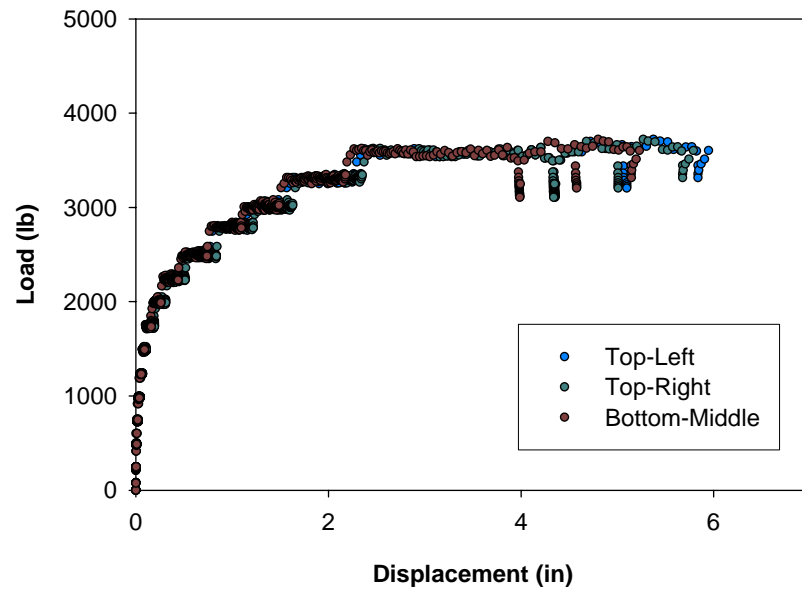 5000
4000
3000
2000
1000
0
Load (lb)
Top-Left
Top-Right
Bottom-Middle
0 2 4 6
Displacement (in)